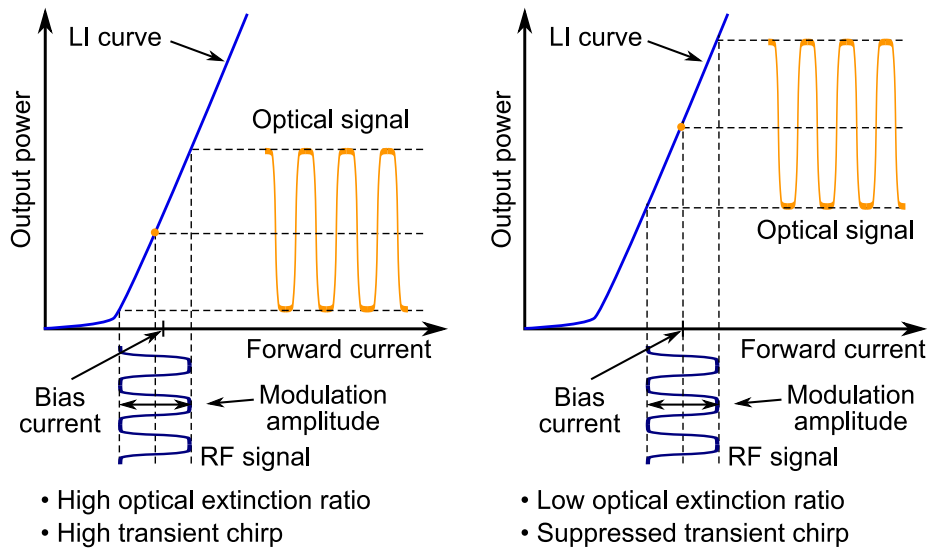 LI curve
Optical signal
Output power
Forward current
Bias
current
Modulation
amplitude
RF signal
• High optical extinction ratio
• High transient chirp
LI curve
Output power
Optical signal
Forward current
Bias
current
Modulation
amplitude
RF signal
• Low optical extinction ratio
• Suppressed transient chirp